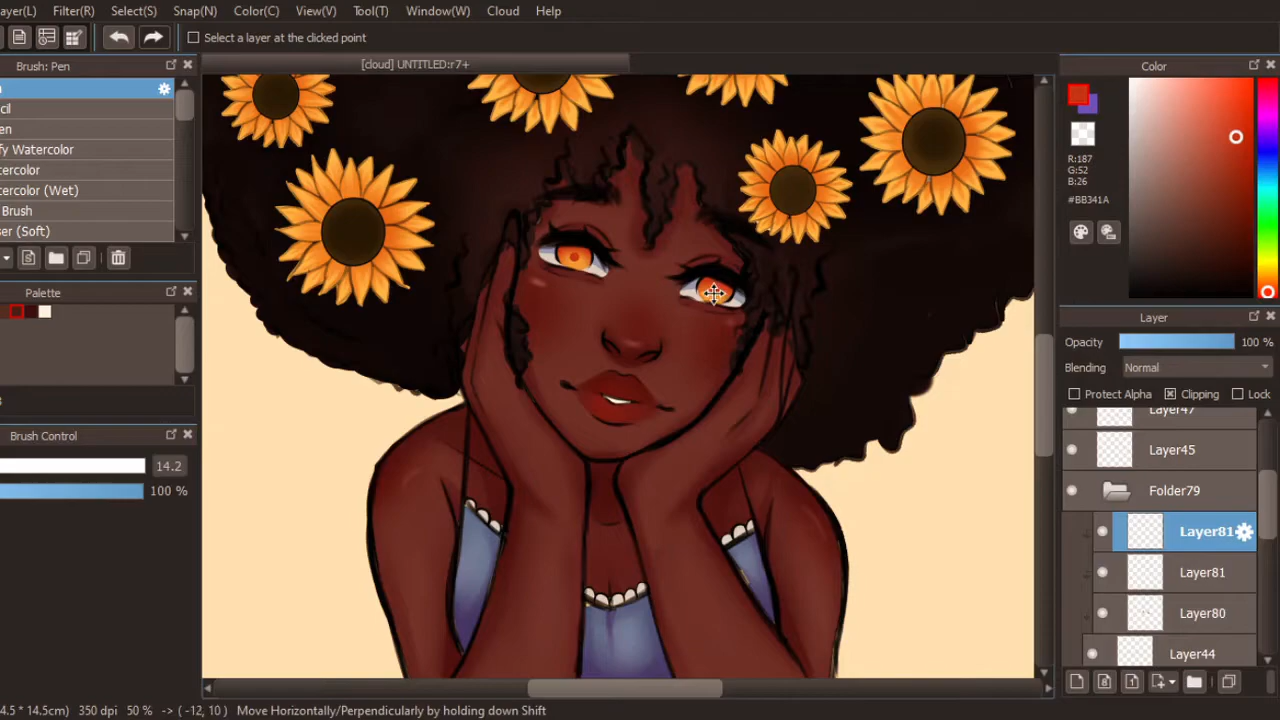 ayer(L) Filter(R) Select(S) Snap(N) Color(C) View(V) Tool(T) Window(W) Cloud Help
Select a layer at the clicked point
Brush: Pen
[cloud] UNTITLED:r7+
Color
cil
en
fy Watercolor
tercolor
tercolor (Wet)
Brush
ser (Soft)
R:187
G:52
B:26
#BB341A
Palette
Layer
Opacity 100 %
Blending Normal
Protect Alpha Clipping Lock
Layer47
Layer45
Brush Control
14.2
100 %
Folder79
Layer81
Layer81
Layer80
Layer44
4.5 * 14.5cm) 350 dpi 50 % -> ( -12, 10 ) Move Horizontally/Perpendicularly by holding down Shift